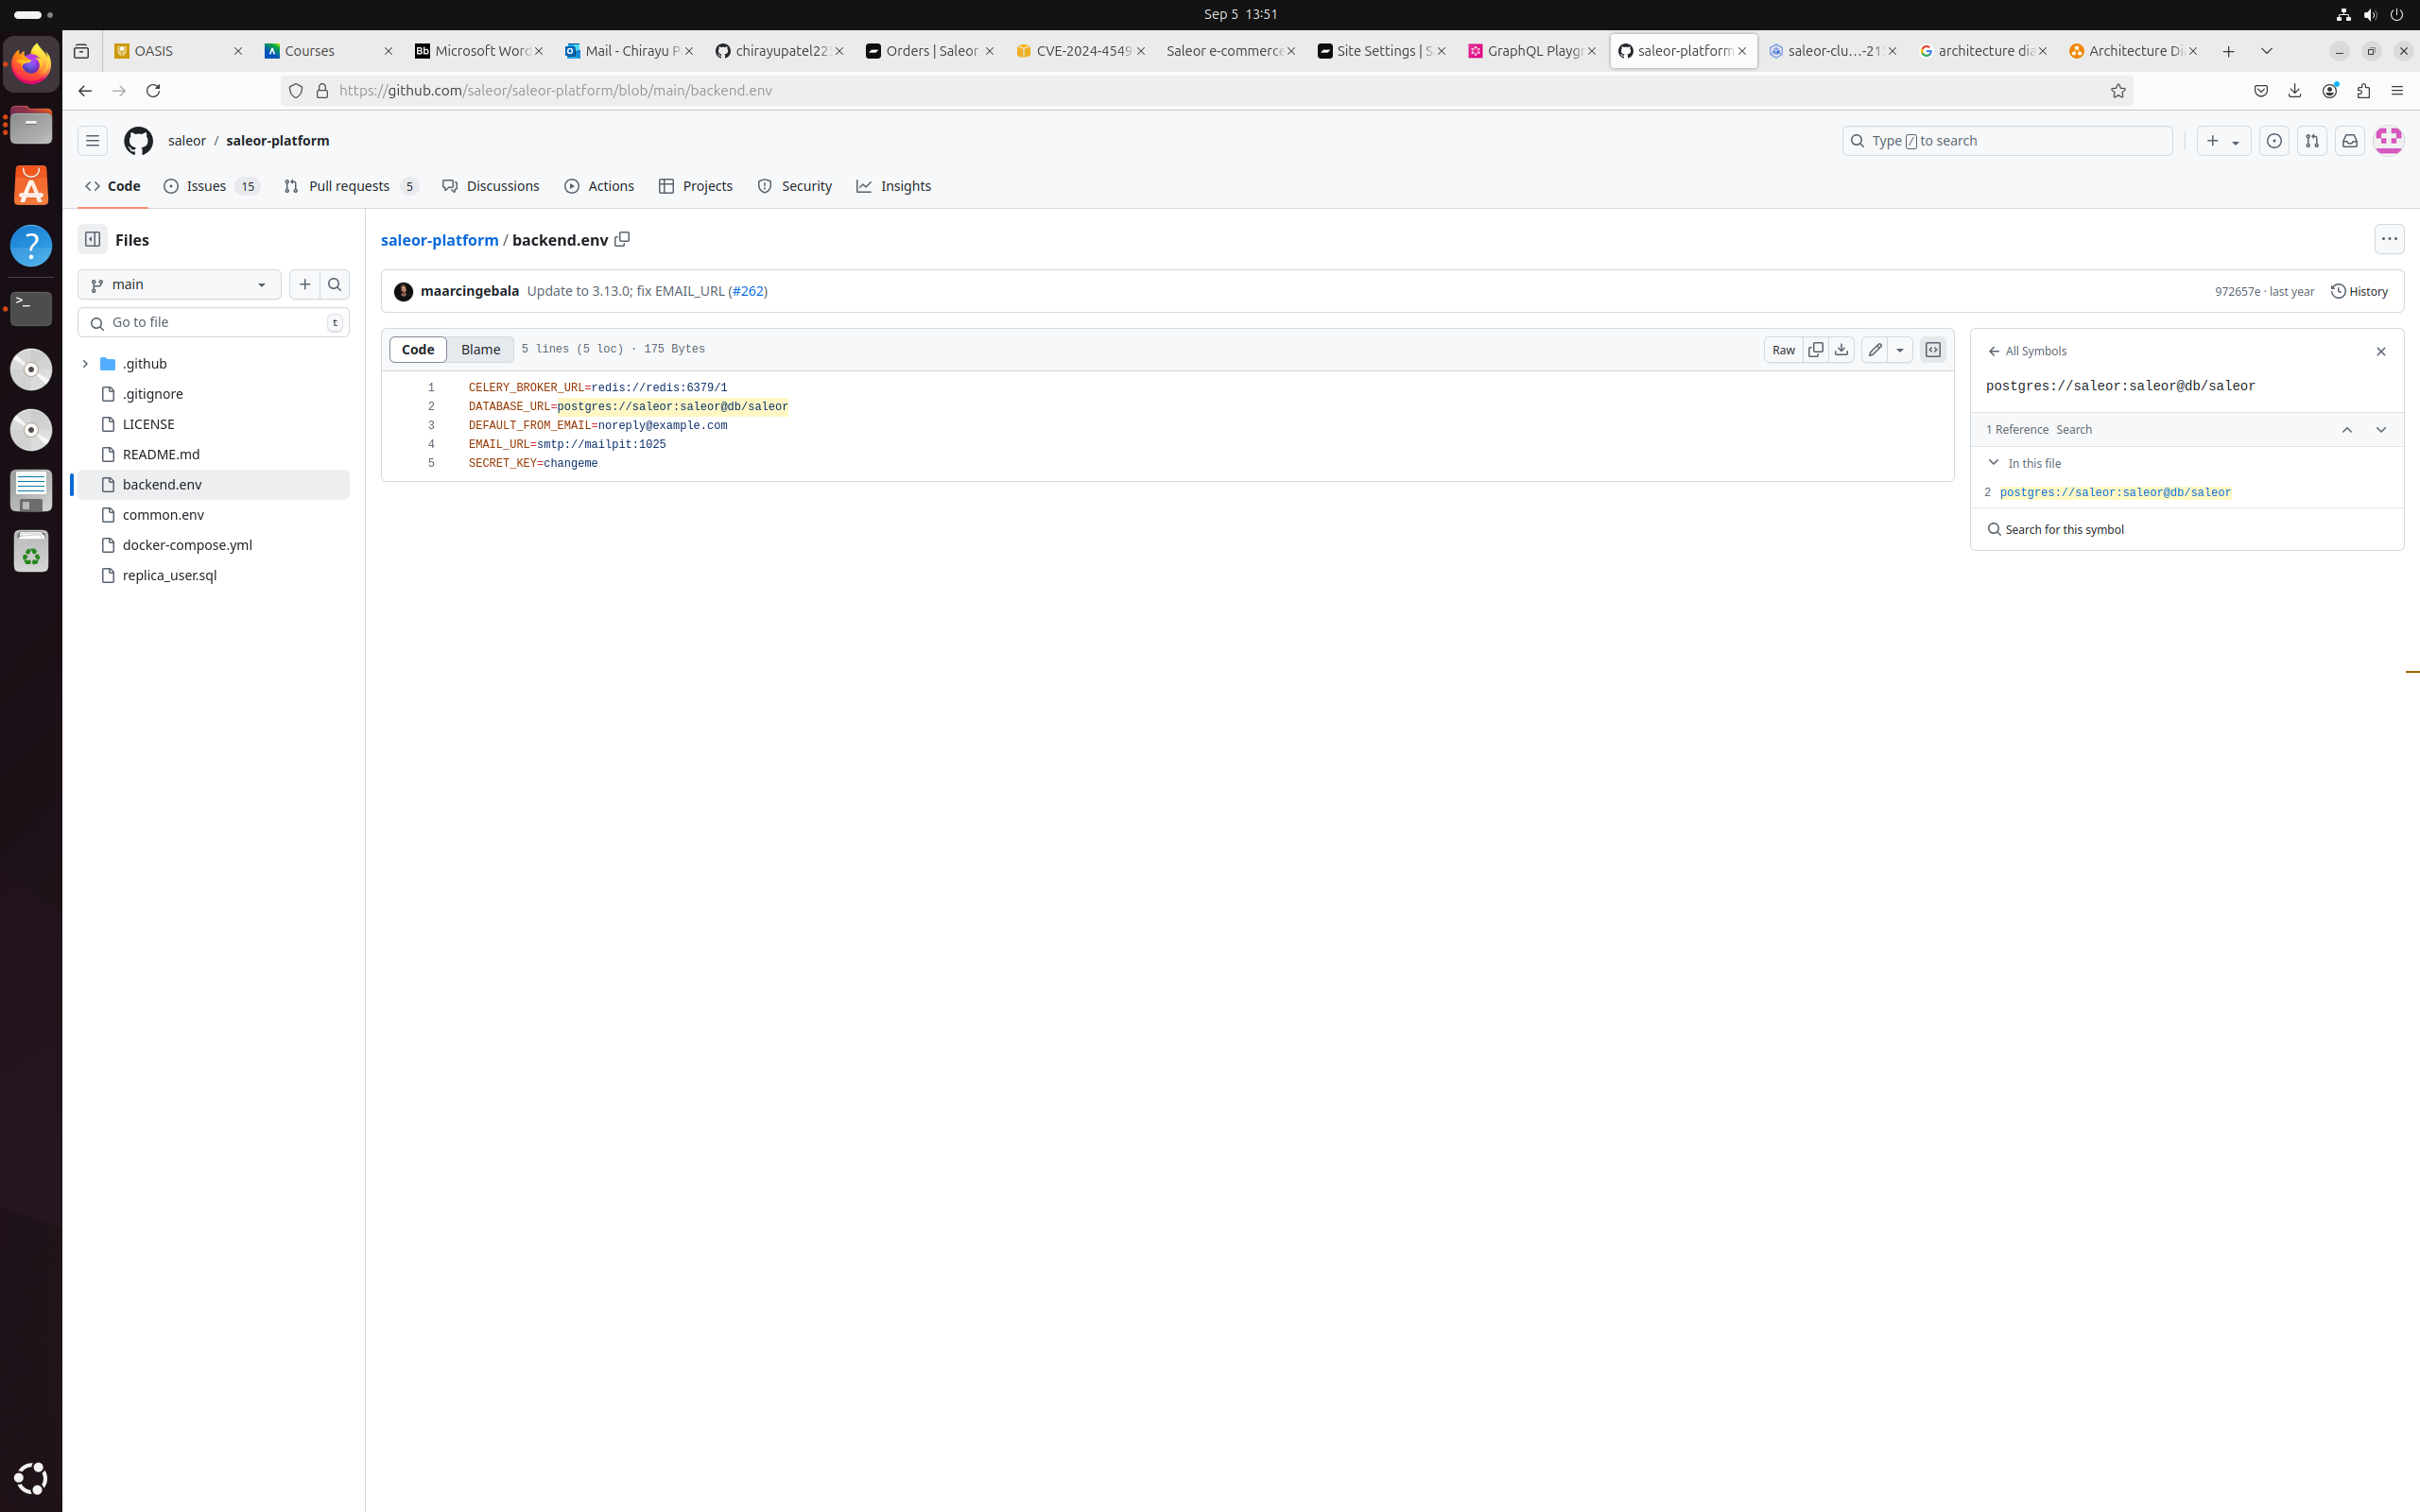 Sep 5 13:51
OASIS
Courses
Microsoft Word
Mail - Chirayu P
chirayupatel22
Orders | Saleor
CVE-2024-4549
Saleor e-commerce
Site Settings | S
GraphQL Playg
saleor-platform
saleor-clu…-21
architecture dia
Architecture Di
https://github.com/saleor/saleor-platform/blob/main/backend.env
saleor / saleor-platform
Type / to search
Code
Issues 15
Pull requests 5
Discussions
Actions
Projects
Security
Insights
Files
main
Go to file
t
.github
.gitignore
LICENSE
README.md
backend.env
common.env
docker-compose.yml
replica_user.sql
saleor-platform / backend.env
maarcingebala Update to 3.13.0; fix EMAIL_URL (#262)
972657e · last year
History
Code
Blame
5 lines (5 loc) · 175 Bytes
Raw
1 CELERY_BROKER_URL=redis://redis:6379/1
2 DATABASE_URL=postgres://saleor:saleor@db/saleor
3 DEFAULT_FROM_EMAIL=noreply@example.com
4 EMAIL_URL=smtp://mailpit:1025
5 SECRET_KEY=changeme
All Symbols
postgres://saleor:saleor@db/saleor
1 Reference Search
In this file
2 postgres://saleor:saleor@db/saleor
Search for this symbol